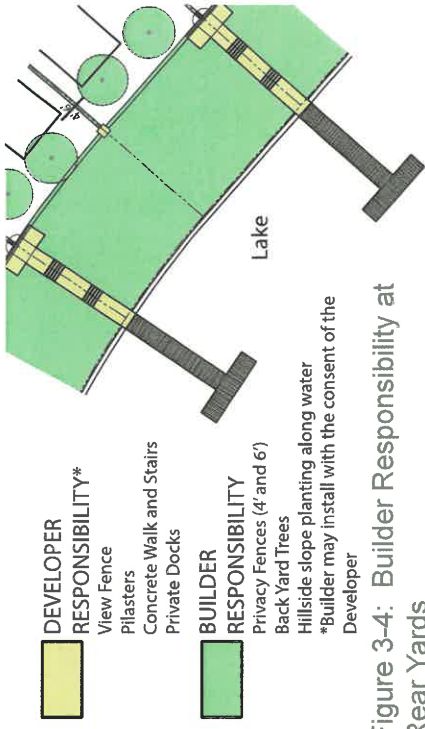 DEVELOPER
RESPONSIBILITY*
View Fence
Pilasters
Concrete Walk and Stairs
Private Docks
BUILDER
RESPONSIBILITY
Privacy Fences (4' and 6')
Back Yard Trees
Hillside slope planting along water
*Builder may install with the consent of the
Developer
Lake
4'-6'
Figure 3-4: Builder Responsibility at
Rear Yards